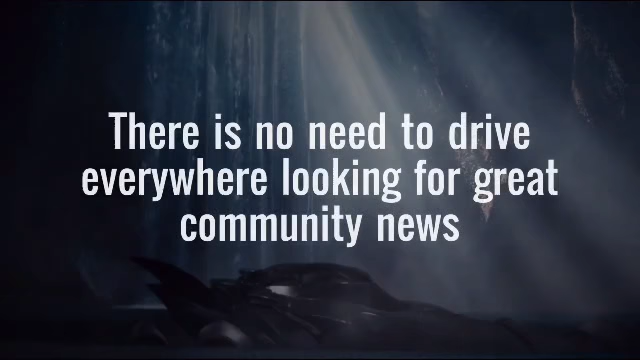 There is no need to drive
everywhere looking for great
community news